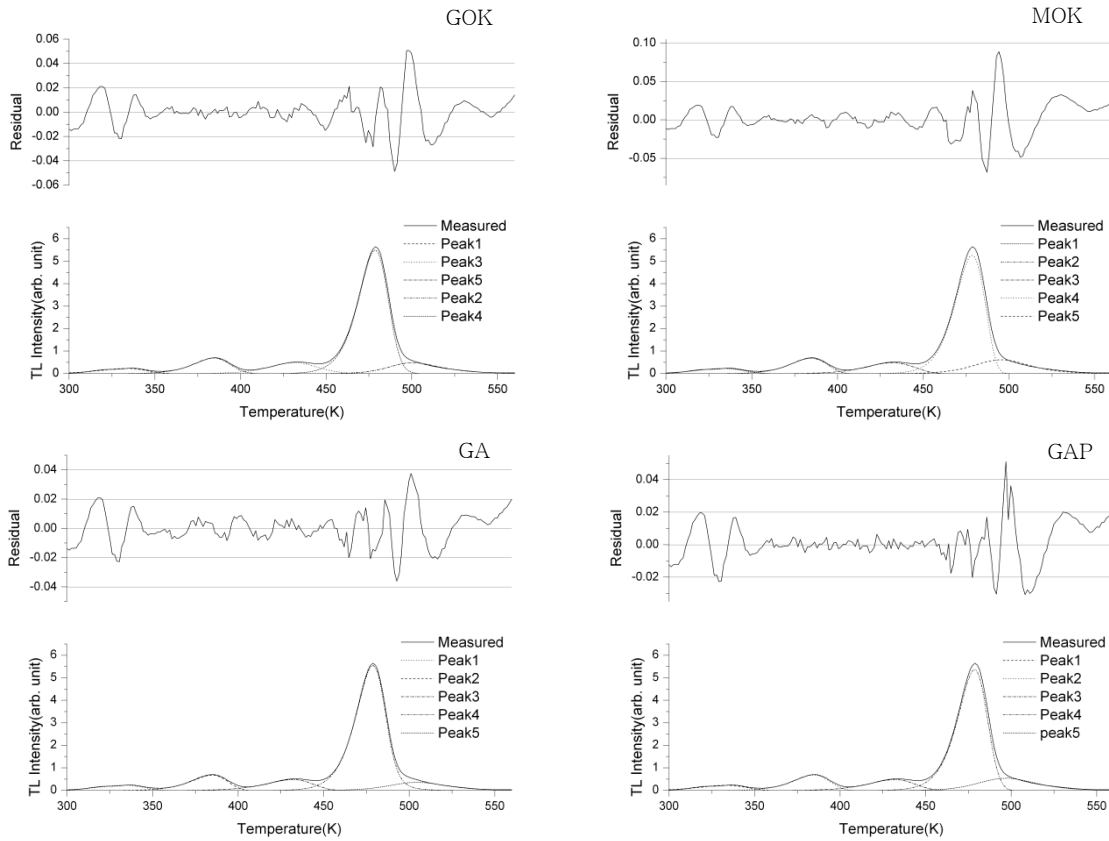 GOK
0.06
0.04
0.02
0.00
-0.02
-0.04
-0.06
Residual
Measured
Peak1
Peak3
Peak5
Peak2
Peak4
6
5
4
3
2
1
0
TL Intensity(arb. unit)
300 350 400 450 500 550
Temperature(K)
MOK
0.10
0.05
0.00
-0.05
Residual
Measured
Peak1
Peak2
Peak3
Peak4
Peak5
6
5
4
3
2
1
0
TL Intensity(arb. unit)
300 350 400 450 500 550
Temperature(K)
GA
0.04
0.02
0.00
-0.02
-0.04
Residual
Measured
Peak1
Peak2
Peak3
Peak4
Peak5
6
5
4
3
2
1
0
TL Intensity(arb. unit)
300 350 400 450 500 550
Temperature(K)
GAP
0.04
0.02
0.00
-0.02
Residual
Measured
Peak1
Peak2
Peak3
Peak4
peak5
6
5
4
3
2
1
0
TL Intensity(arb. unit)
300 350 400 450 500 550
Temperature(K)